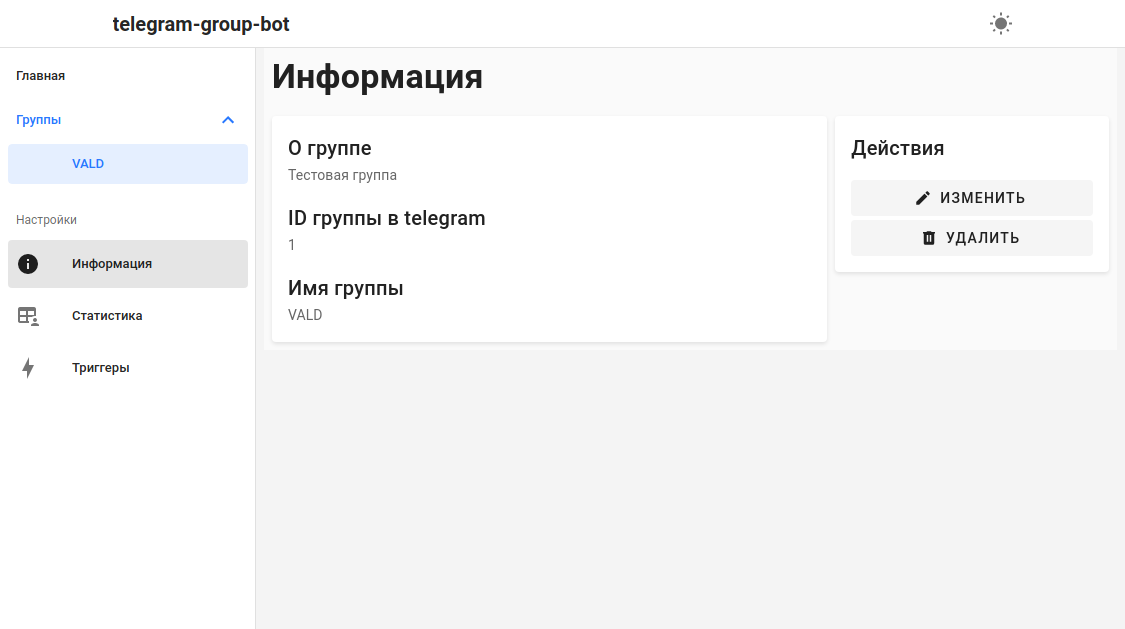 telegram-group-bot
Главная
Группы
VALD
Настройки
Информация
Статистика
Триггеры
Информация
О группе
Тестовая группа
ID группы в telegram
1
Имя группы
VALD
Действия
ИЗМЕНИТЬ
УДАЛИТЬ